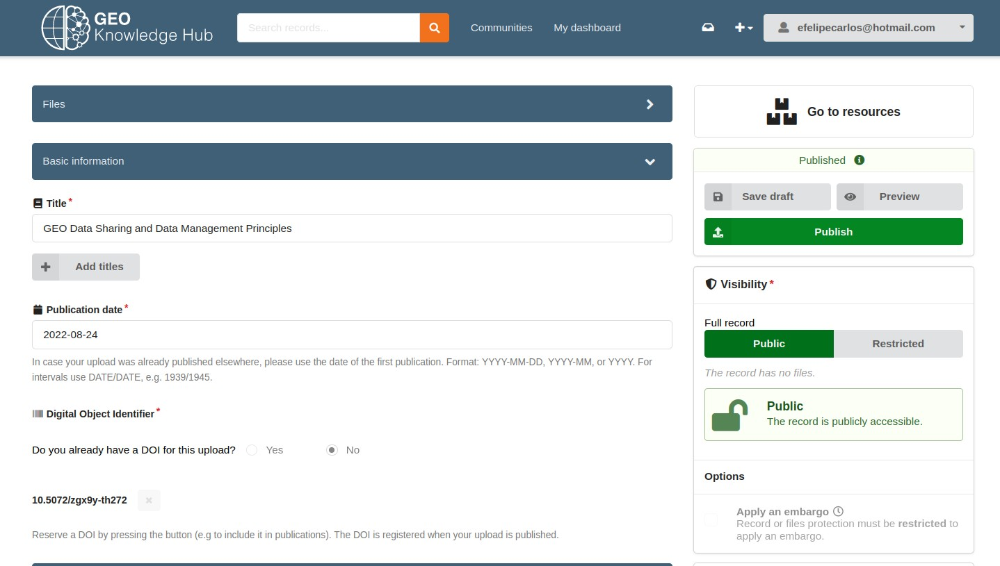 GEO
Knowledge Hub
Search records...
Communities
My dashboard
efelipecarlos@hotmail.com
Files
Basic information
Title*
GEO Data Sharing and Data Management Principles
Add titles
Publication date*
2022-08-24
In case your upload was already published elsewhere, please use the date of the first publication. Format: YYYY-MM-DD, YYYY-MM, or YYYY. For
intervals use DATE/DATE, e.g. 1939/1945.
Digital Object Identifier*
Do you already have a DOI for this upload? Yes No
10.5072/zgx9y-th272
Reserve a DOI by pressing the button (e.g to include it in publications). The DOI is registered when your upload is published.
Go to resources
Published
Save draft
Preview
Publish
Visibility*
Full record
Public
Restricted
The record has no files.
Public
The record is publicly accessible.
Options
Apply an embargo
Record or files protection must be restricted to
apply an embargo.